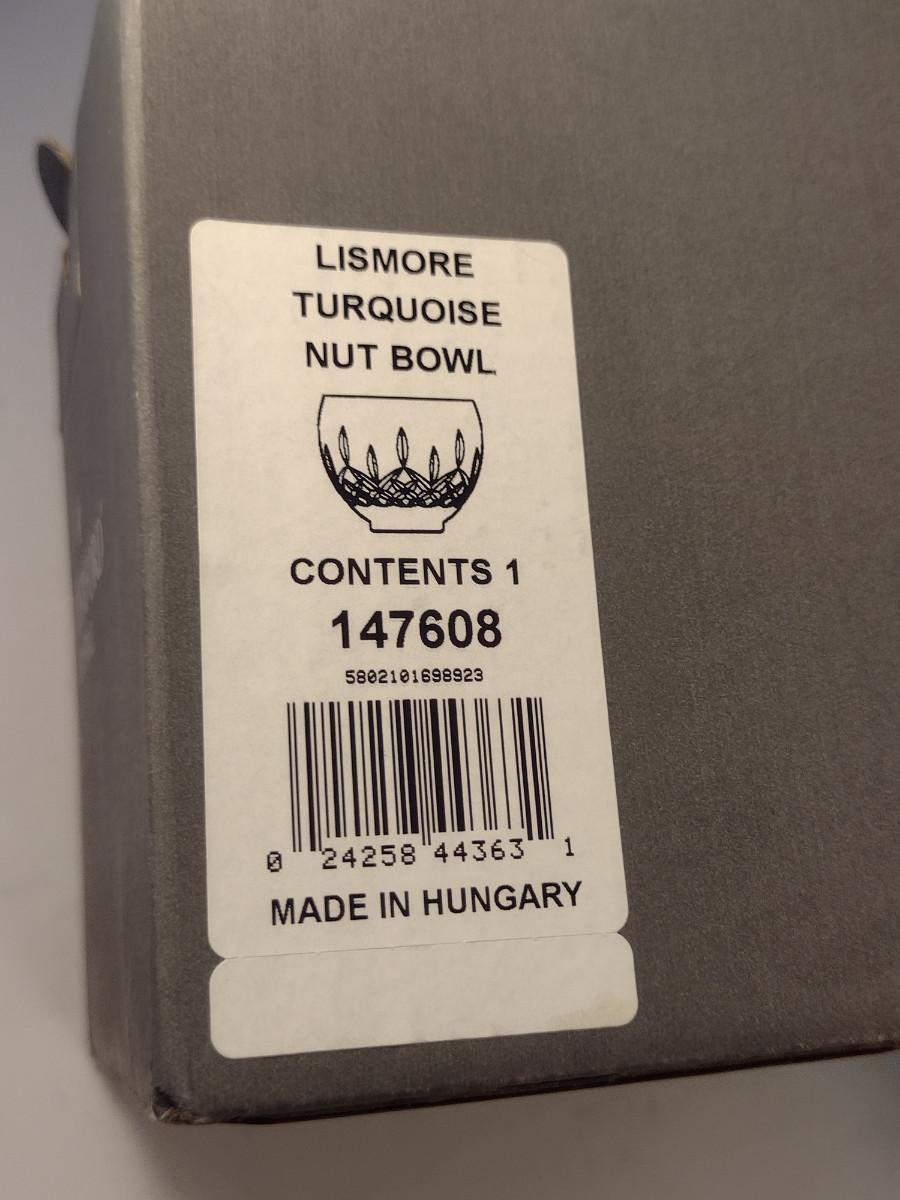 LISMORE
TURQUOISE
NUT BOWL
CONTENTS 1
147608
5802101698923
0 24258 44363 1
MADE IN HUNGARY